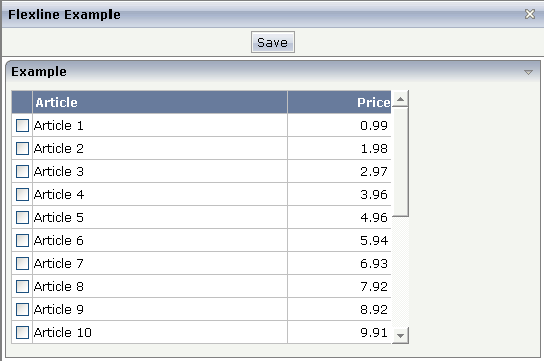 Flexline Example
Save
Example
Article Price
Article 1 0.99
Article 2 1.98
Article 3 2.97
Article 4 3.96
Article 5 4.96
Article 6 5.94
Article 7 6.93
Article 8 7.92
Article 9 8.92
Article 10 9.91